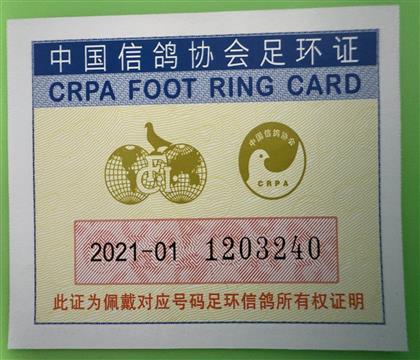 中国信鸽协会足环证
CRPA FOOT RING CARD
中国信鸽协会
CRPA
2021-01 1203240
此证为佩戴对应号码足环信鸽所有权证明